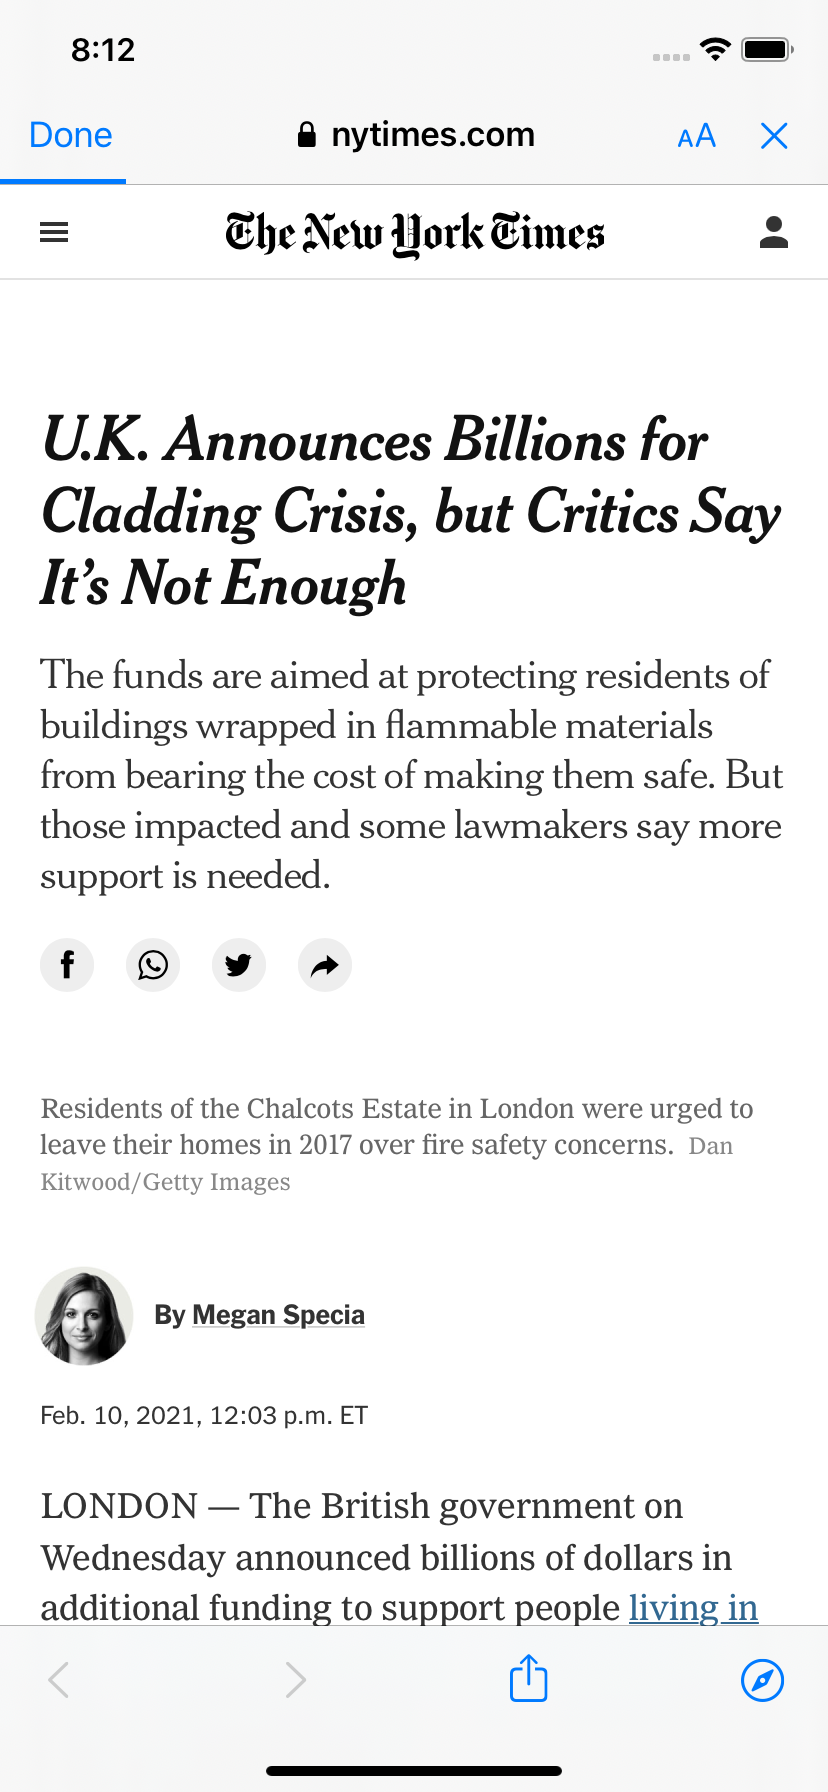 8:12
Done
nytimes.com
AA
The New York Times
U.K. Announces Billions for
Cladding Crisis, but Critics Say
It’s Not Enough
The funds are aimed at protecting residents of
buildings wrapped in flammable materials
from bearing the cost of making them safe. But
those impacted and some lawmakers say more
support is needed.
Residents of the Chalcots Estate in London were urged to
leave their homes in 2017 over fire safety concerns. Dan
Kitwood/Getty Images
By Megan Specia
Feb. 10, 2021, 12:03 p.m. ET
LONDON — The British government on
Wednesday announced billions of dollars in
additional funding to support people living in